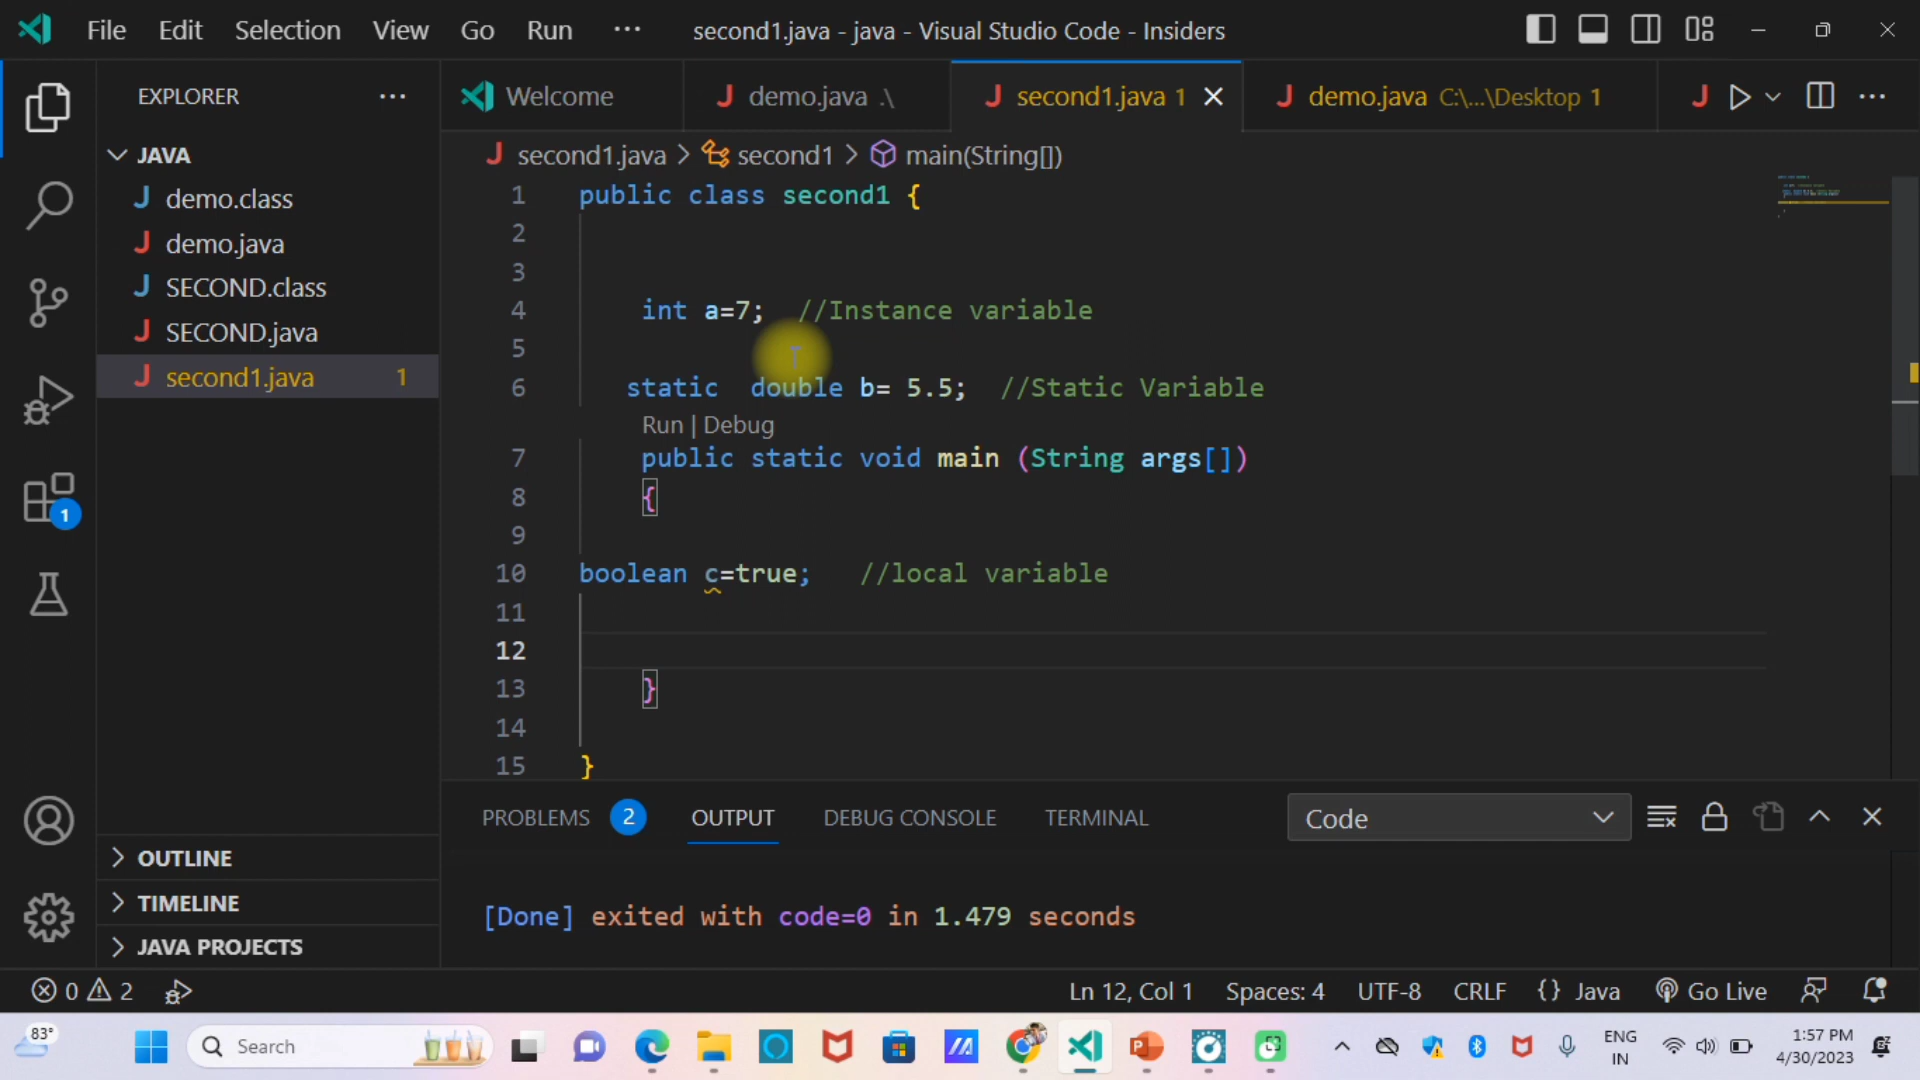 File Edit Selection View Go Run ··· second1.java - java - Visual Studio Code - Insiders
EXPLORER ···
Welcome demo.java .\ second1.java 1 demo.java C:\...\Desktop 1
second1.java > second1 > main(String[])
JAVA
demo.class
demo.java
SECOND.class
SECOND.java
second1.java 1
1
OUTLINE
TIMELINE
JAVA PROJECTS
1 public class second1 {
2
3
4 int a=7; //Instance variable
5
6 static double b= 5.5; //Static Variable
Run | Debug
7 public static void main (String args[])
8 {
9
10 boolean c=true; //local variable
11
12
13 }
14
15 }
PROBLEMS 2 OUTPUT DEBUG CONSOLE TERMINAL Code
[Done] exited with code=0 in 1.479 seconds
0 2 Ln 12, Col 1 Spaces: 4 UTF-8 CRLF {} Java Go Live
83° Search ENG IN 1:57 PM 4/30/2023